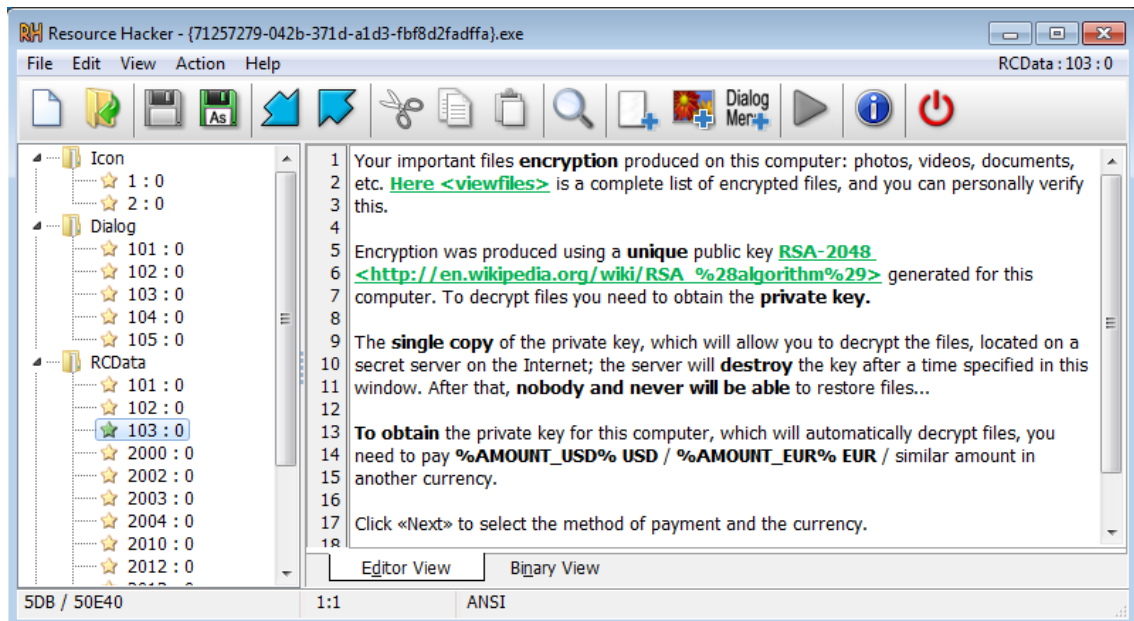 Resource Hacker - {71257279-042b-371d-a1d3-fbf8d2fadffa}.exe
File Edit View Action Help RCData : 103 : 0
As
Dialog
Menu
Icon
1 : 0
2 : 0
Dialog
101 : 0
102 : 0
103 : 0
104 : 0
105 : 0
RCData
101 : 0
102 : 0
103 : 0
2000 : 0
2002 : 0
2003 : 0
2004 : 0
2010 : 0
2012 : 0
1 Your important files encryption produced on this computer: photos, videos, documents,
2 etc. Here <viewfiles> is a complete list of encrypted files, and you can personally verify
3 this.
4
5 Encryption was produced using a unique public key RSA-2048
6 <http://en.wikipedia.org/wiki/RSA_%28algorithm%29> generated for this
7 computer. To decrypt files you need to obtain the private key.
8
9 The single copy of the private key, which will allow you to decrypt the files, located on a
10 secret server on the Internet; the server will destroy the key after a time specified in this
11 window. After that, nobody and never will be able to restore files...
12
13 To obtain the private key for this computer, which will automatically decrypt files, you
14 need to pay %AMOUNT_USD% USD / %AMOUNT_EUR% EUR / similar amount in
15 another currency.
16
17 Click «Next» to select the method of payment and the currency.
18
Editor View Binary View
5DB / 50E40 1:1 ANSI